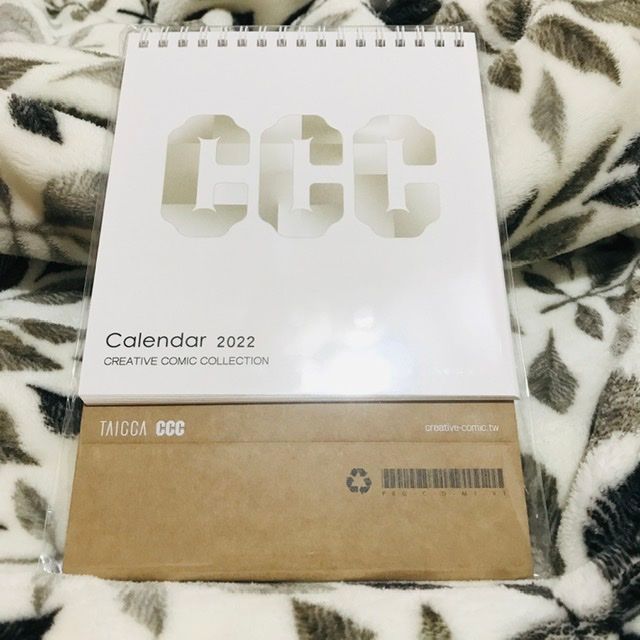 CCC
Calendar 2022
CREATIVE COMIC COLLECTION
TAICCA CCC
creative-comic.tw